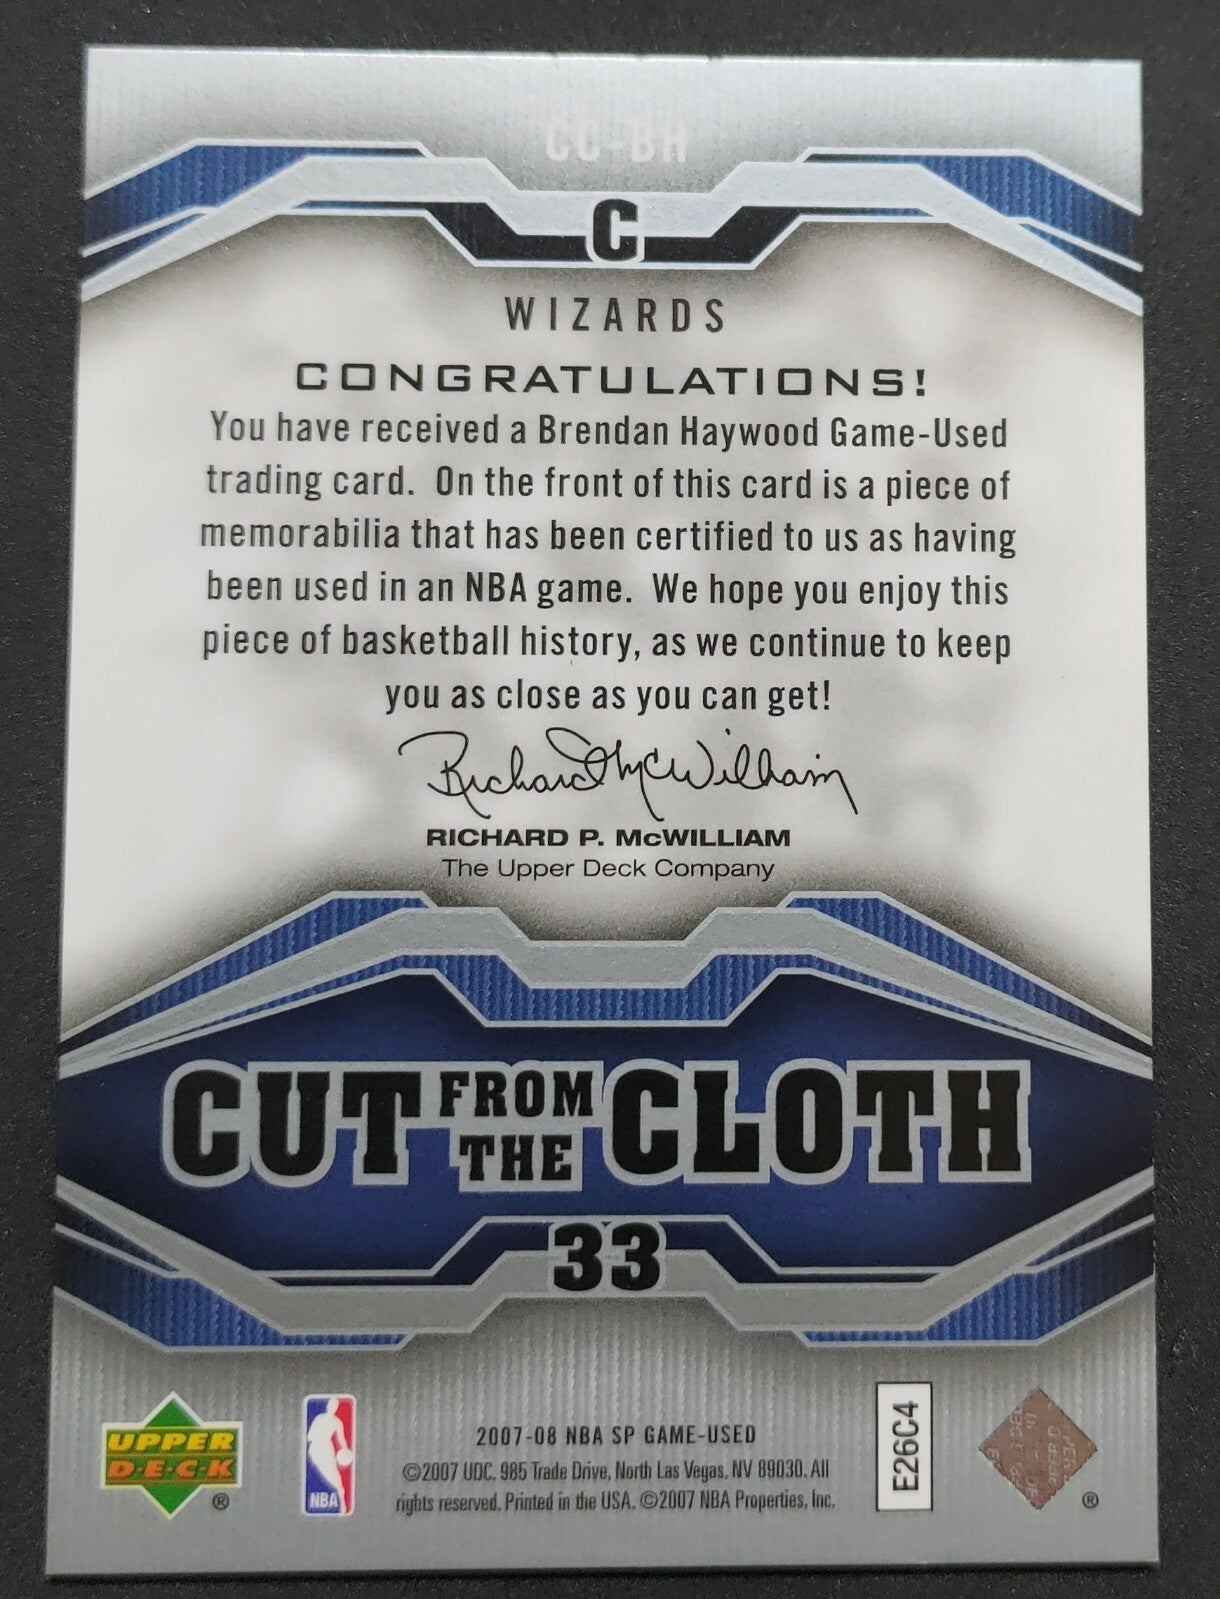 CC-BH
C
WIZARDS
CONGRATULATIONS!
You have received a Brendan Haywood Game-Used
trading card. On the front of this card is a piece of
memorabilia that has been certified to us as having
been used in an NBA game. We hope you enjoy this
piece of basketball history, as we continue to keep
you as close as you can get!
Richard McWilliam
RICHARD P. McWILLIAM
The Upper Deck Company
CUT FROM THE CLOTH
33
UPPER
D·E·C·K
®
NBA
2007-08 NBA SP GAME-USED
©2007 UDC. 985 Trade Drive, North Las Vegas, NV 89030. All
rights reserved. Printed in the USA. ©2007 NBA Properties, Inc.
E26C4
®